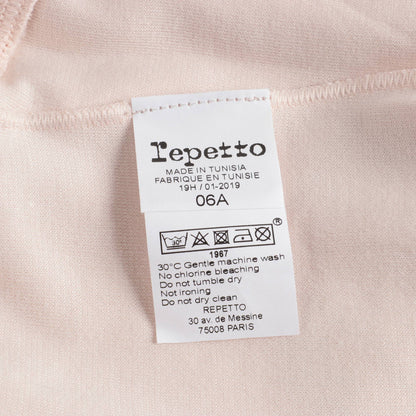 repetto
MADE IN TUNISIA
FABRIQUE EN TUNISIE
19H / 01-2019
06A
30°
®
1967
30°C Gentle machine wash
No chlorine bleaching
Do not tumble dry
Not ironing
Do not dry clean
REPETTO
30 av. de Messine
75008 PARIS